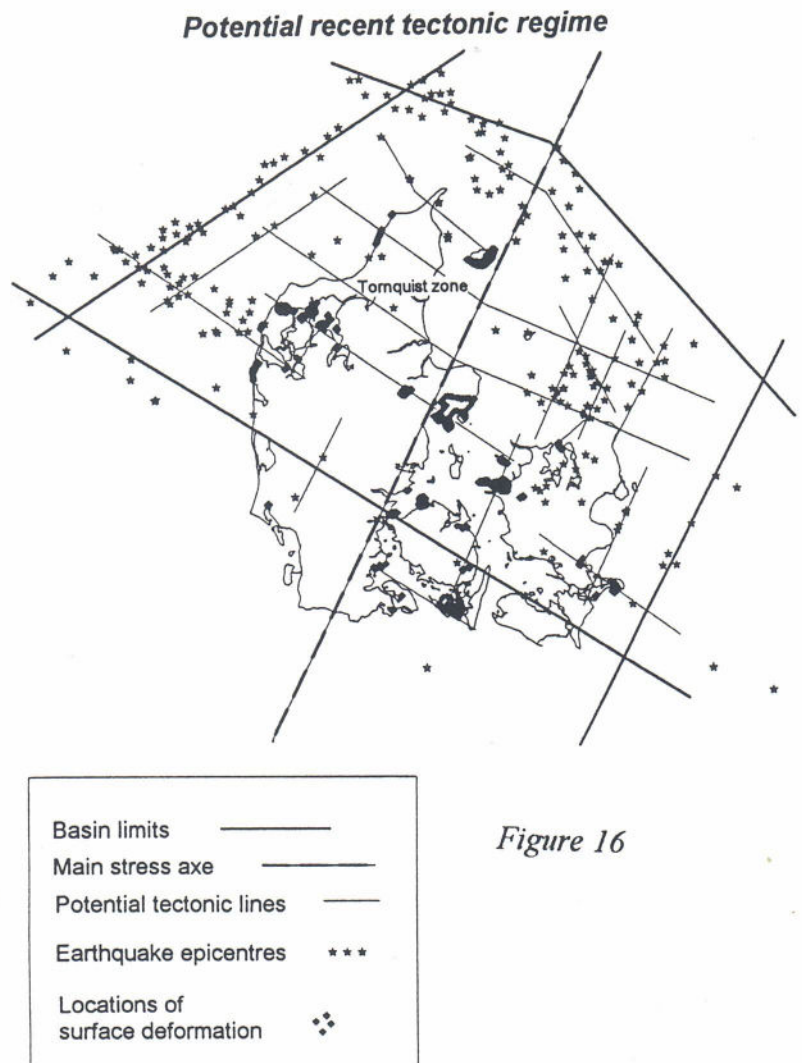 Potential recent tectonic regime
Tornquist zone
Basin limits
Main stress axe
Potential tectonic lines
Earthquake epicentres
Locations of
surface deformation
Figure 16